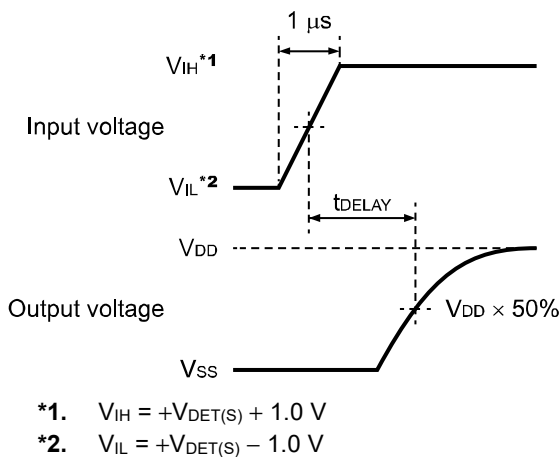 1 μs
VIH*1
Input voltage
VIL*2
tDELAY
VDD
Output voltage
VDD × 50%
VSS
*1. VIH = +VDET(S) + 1.0 V
*2. VIL = +VDET(S) − 1.0 V